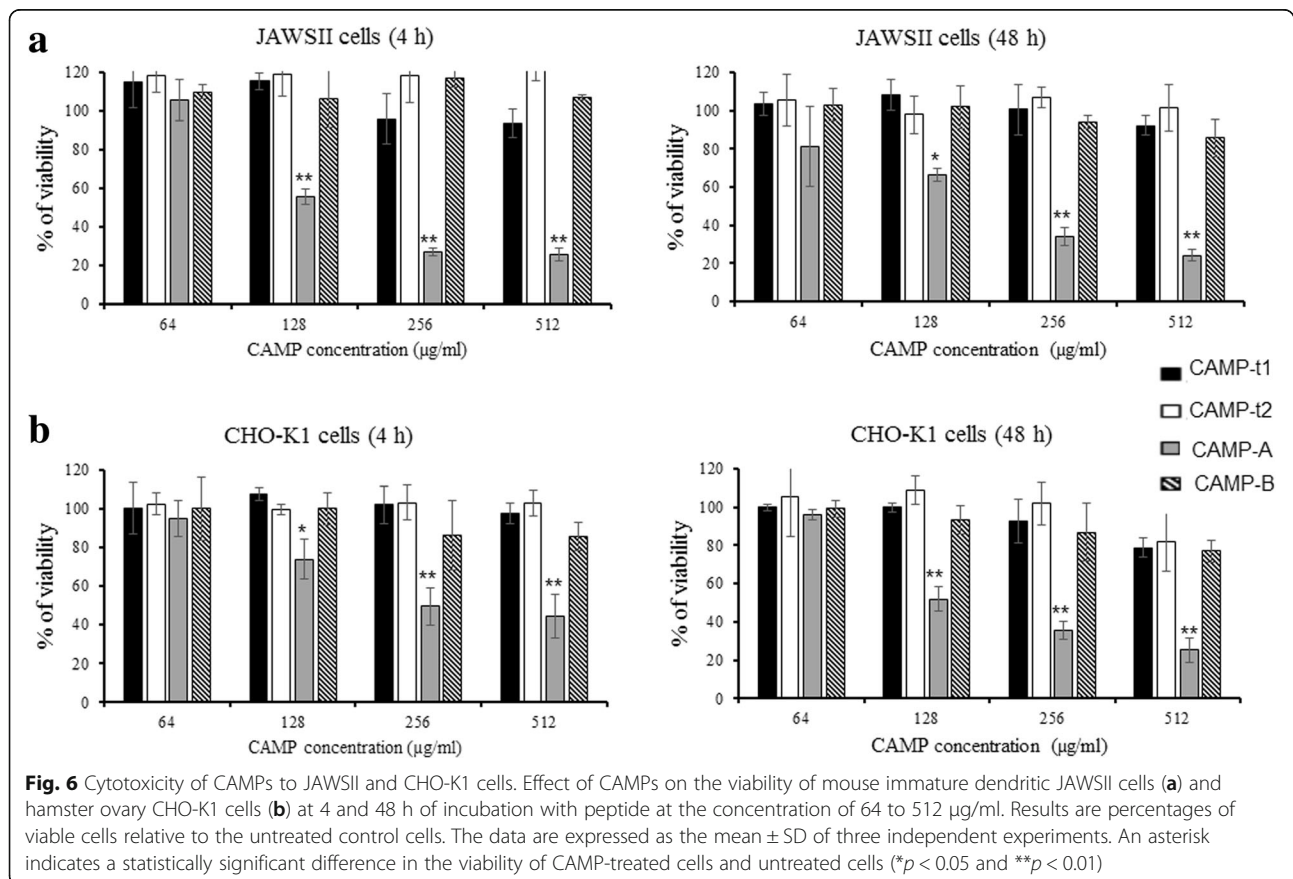 a
JAWSII cells (4 h)
% of viability
120
100
80
60
40
20
0
**
**
**
64 128 256 512
CAMP concentration (µg/ml)
JAWSII cells (48 h)
% of viability
120
100
80
60
40
20
0
*
**
**
64 128 256 512
CAMP concentration (µg/ml)
CAMP-t1
CAMP-t2
CAMP-A
CAMP-B
b
CHO-K1 cells (4 h)
% of viability
120
100
80
60
40
20
0
*
**
**
64 128 256 512
CAMP concentration (µg/ml)
CHO-K1 cells (48 h)
% of viability
120
100
80
60
40
20
0
**
**
**
64 128 256 512
CAMP concentration (µg/ml)
Fig. 6 Cytotoxicity of CAMPs to JAWSII and CHO-K1 cells. Effect of CAMPs on the viability of mouse immature dendritic JAWSII cells (a) and
hamster ovary CHO-K1 cells (b) at 4 and 48 h of incubation with peptide at the concentration of 64 to 512 µg/ml. Results are percentages of
viable cells relative to the untreated control cells. The data are expressed as the mean ± SD of three independent experiments. An asterisk
indicates a statistically significant difference in the viability of CAMP-treated cells and untreated cells (*p < 0.05 and **p < 0.01)